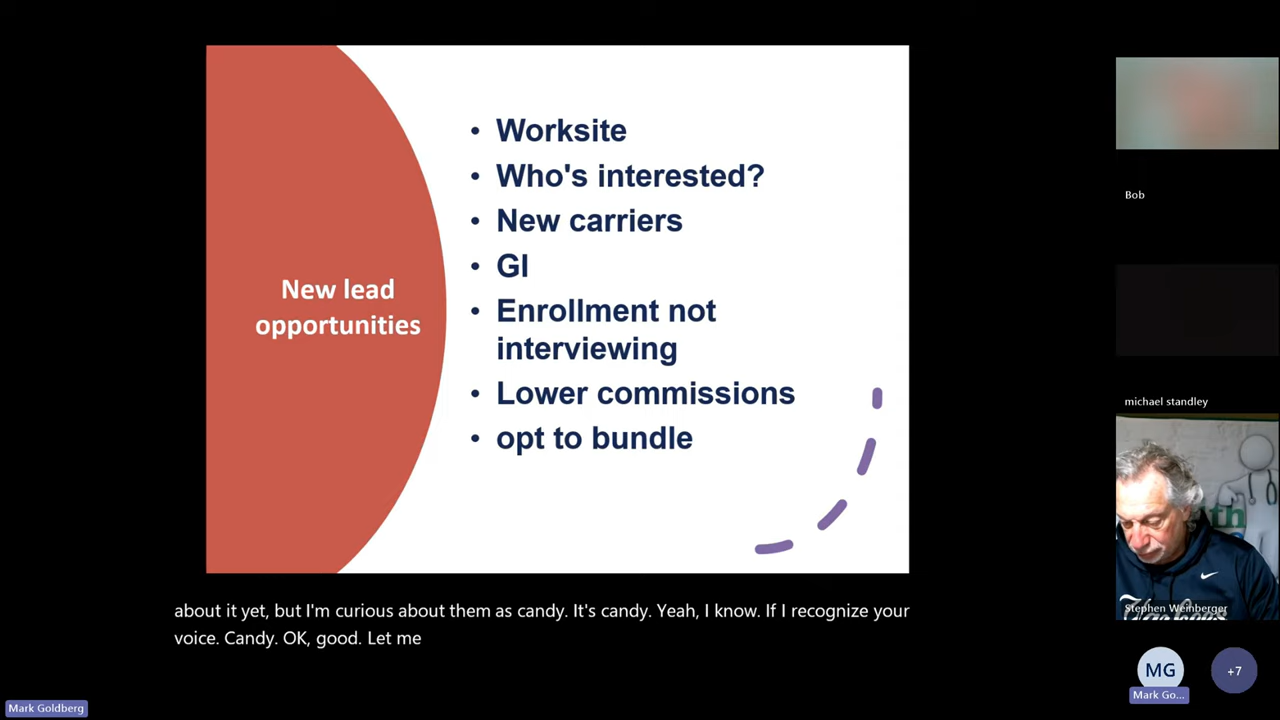 New lead
opportunities
• Worksite
• Who's interested?
• New carriers
• GI
• Enrollment not
interviewing
• Lower commissions
• opt to bundle
Bob
michael standley
Stephen Weinberger
MG
Mark Go...
+7
about it yet, but I'm curious about them as candy. It's candy. Yeah, I know. If I recognize your
voice. Candy. OK, good. Let me
Mark Goldberg